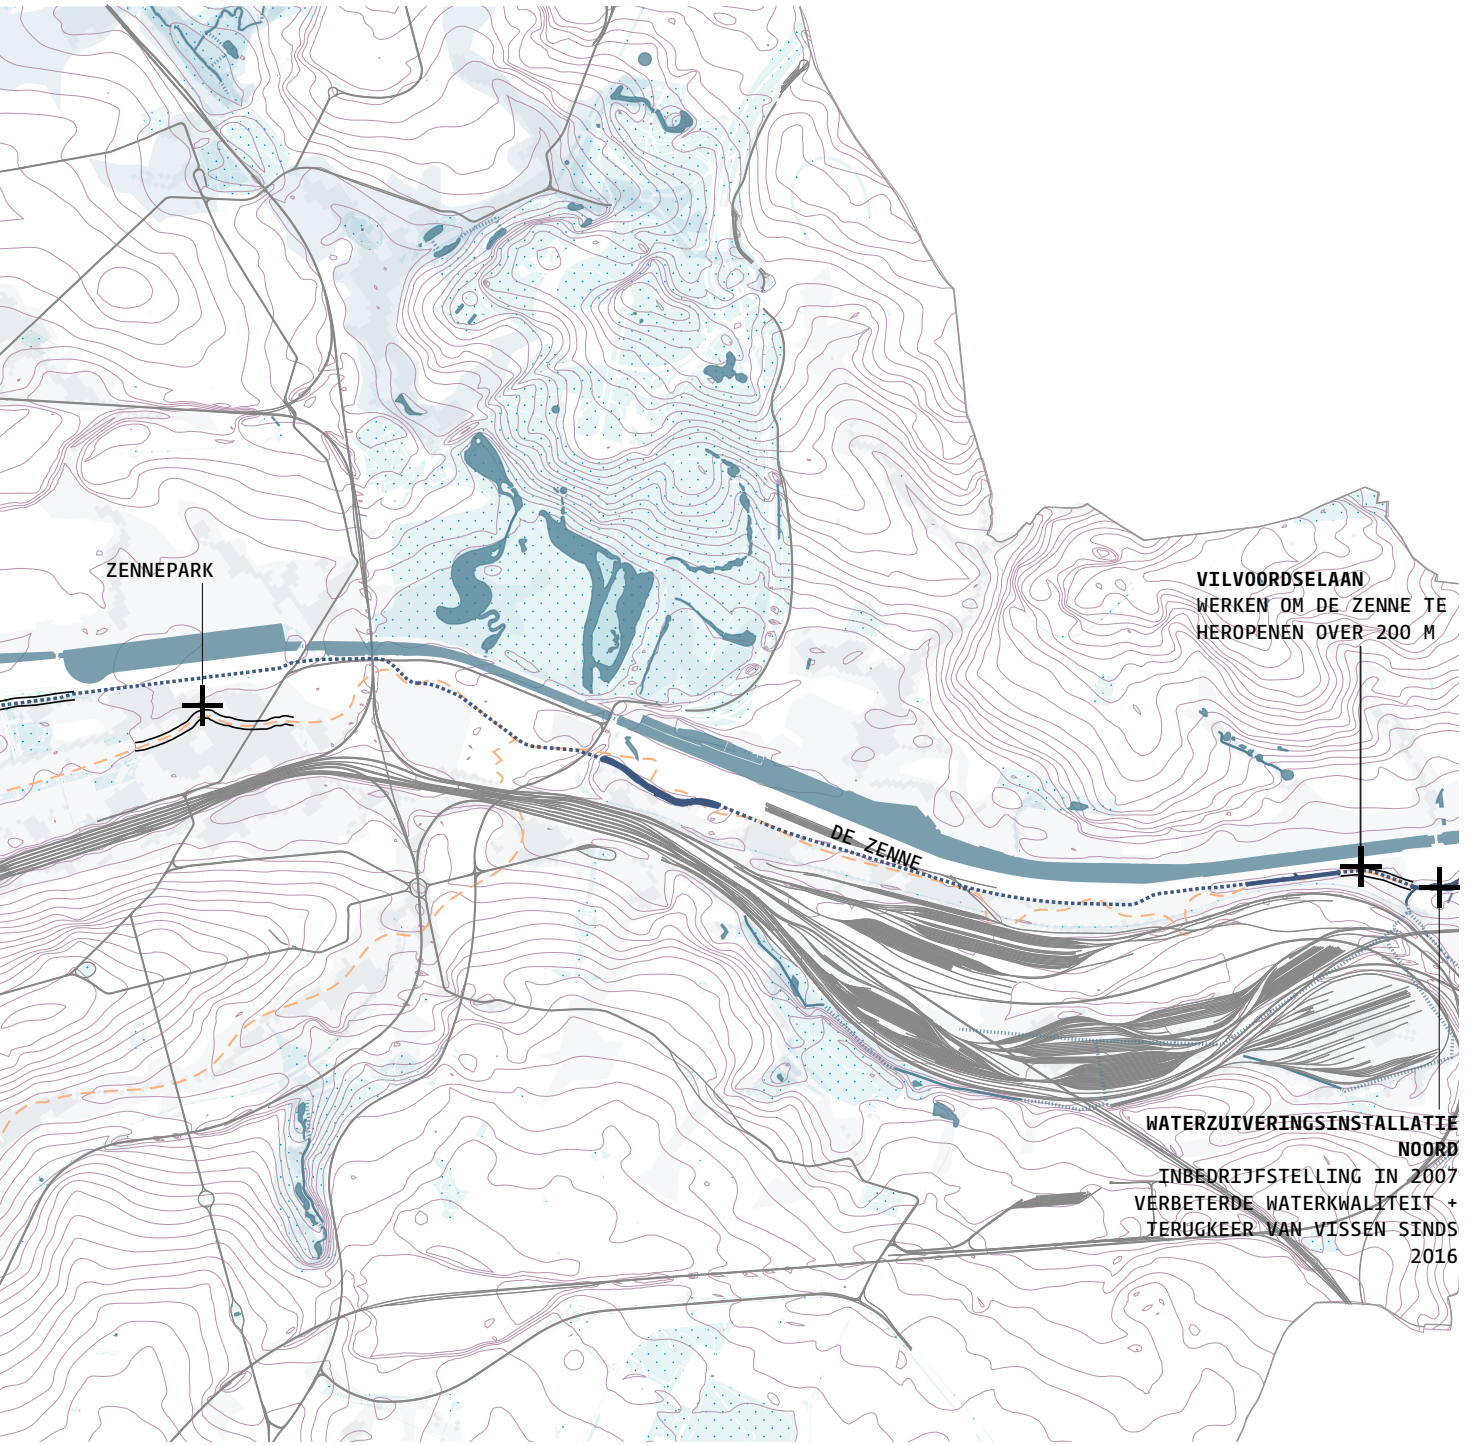 ZENNEPARK
VILVOORDSELAAN
WERKEN OM DE ZENNE TE
HEROPENEN OVER 200 M
DE ZENNE
WATERZUIVERINGSINSTALLATIE
NOORD
INBEDRIJFSTELLING IN 2007
VERBETERDE WATERKWALITEIT +
TERUGKEER VAN VISSEN SINDS
2016